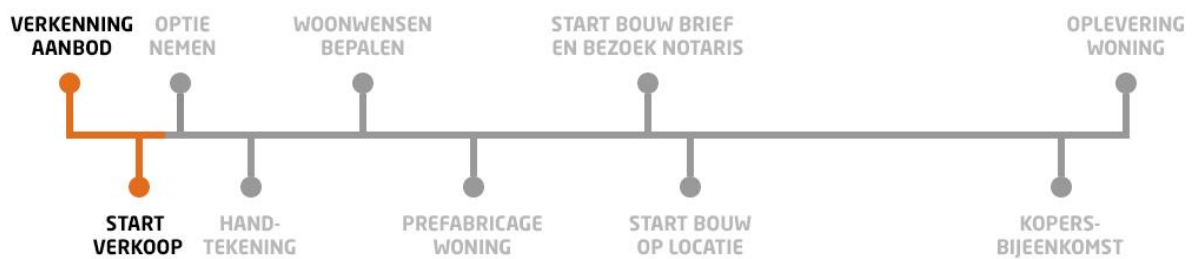 VERKENNING
AANBOD
OPTIE
NEMEN
WOONWENSEN
BEPALEN
START BOUW BRIEF
EN BEZOEK NOTARIS
OPLEVERING
WONING
START
VERKOOP
HAND-
TEKENING
PREFABRICAGE
WONING
START BOUW
OP LOCATIE
KOPERS-
BIJEENKOMST